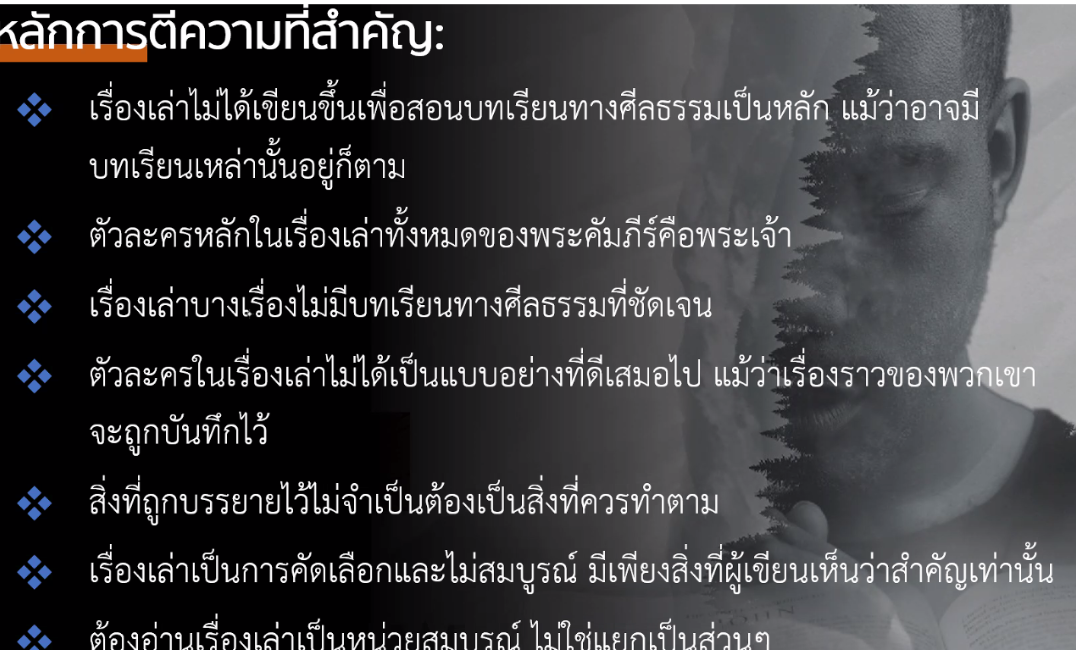 หลักการตีความที่สำคัญ:
เรื่องเล่าไม่ได้เขียนขึ้นเพื่อสอนบทเรียนทางศีลธรรมเป็นหลัก แม้ว่าอาจมี
บทเรียนเหล่านั้นอยู่ก็ตาม
ตัวละครหลักในเรื่องเล่าทั้งหมดของพระคัมภีร์คือพระเจ้า
เรื่องเล่าบางเรื่องไม่มีบทเรียนทางศีลธรรมที่ชัดเจน
ตัวละครในเรื่องเล่าไม่ได้เป็นแบบอย่างที่ดีเสมอไป แม้ว่าเรื่องราวของพวกเขา
จะถูกบันทึกไว้
สิ่งที่ถูกบรรยายไว้ไม่จำเป็นต้องเป็นสิ่งที่ควรทำตาม
เรื่องเล่าเป็นการคัดเลือกและไม่สมบูรณ์ มีเพียงสิ่งที่ผู้เขียนเห็นว่าสำคัญเท่านั้น
ต้องอ่านเรื่องเล่าเป็นหน่วยสมบูรณ์ ไม่ใช่แยกเป็นส่วนๆ